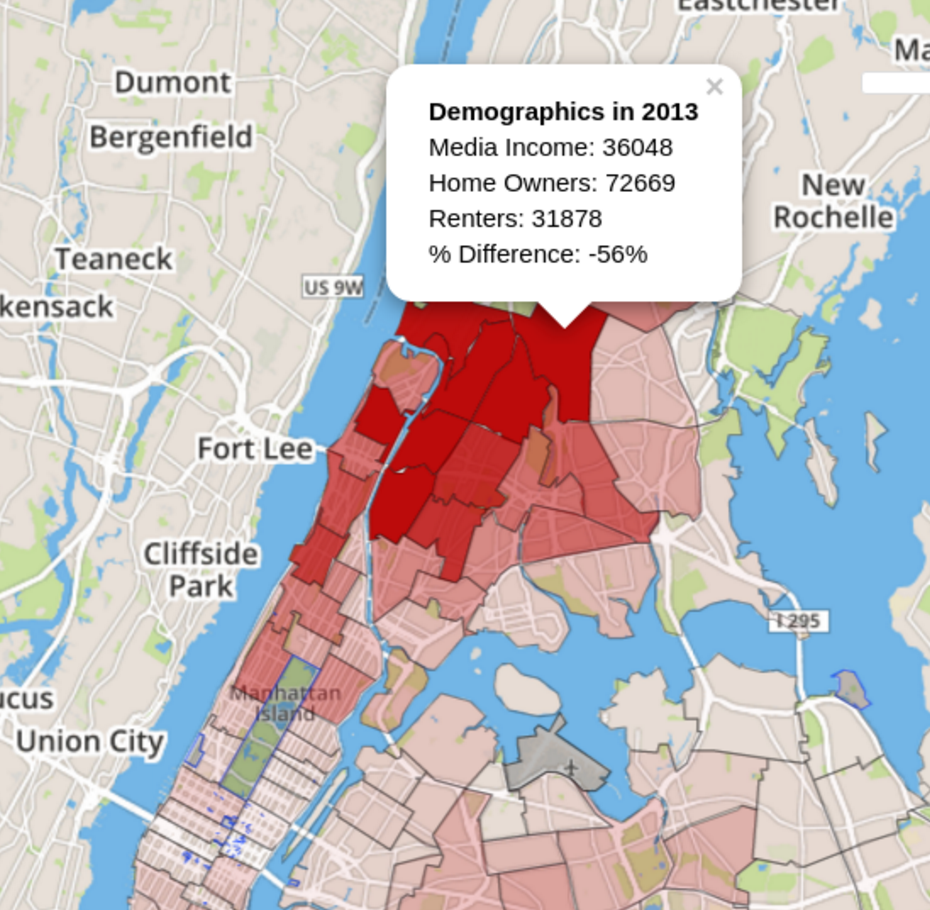 Eastchester
Dumont
Bergenfield
Demographics in 2013
×
Media Income: 36048
Home Owners: 72669
Renters: 31878
% Difference: -56%
Ma
New
Rochelle
Teaneck
kensack
US 9W
Fort Lee
Cliffside
Park
I 295
ucus
Manhattan
Island
Union City